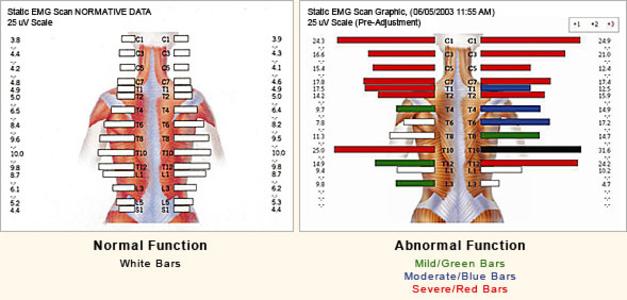 Static EMG Scan NORMATIVE DATA
25 uV Scale
3.8 C1 3.9
4.4 C3 4.3
4.2 C5 4.1
4.8 C7 4.7
4.9 T1 4.9
5.0 T2 5.0
6.7 T4 6.4
8.4 T6 8.2
9.6 T8 9.5
10.0 T10 10.0
9.8 T12 9.8
8.8 L1 8.7
6.1 L3 6.2
5.2 L5 5.3
4.4 S1 4.4
Normal Function
White Bars
Static EMG Scan Graphic, (06/05/2003 11:55 AM)
25 uV Scale (Pre-Adjustment)
+1 +2 +3
24.3 C1 24.9
16.6 C3 21.0
15.4 C5 12.4
17.8 C7 17.4
17.5 T1 12.5
14.2 T2 15.9
9.7 T4 14.9
7.8 T6 17.2
11.3 T8 14.7
25.0 T10 31.6
14.9 T12 24.2
9.4 L1 10.2
9.8 L3 4.7
Abnormal Function
Mild/Green Bars
Moderate/Blue Bars
Severe/Red Bars